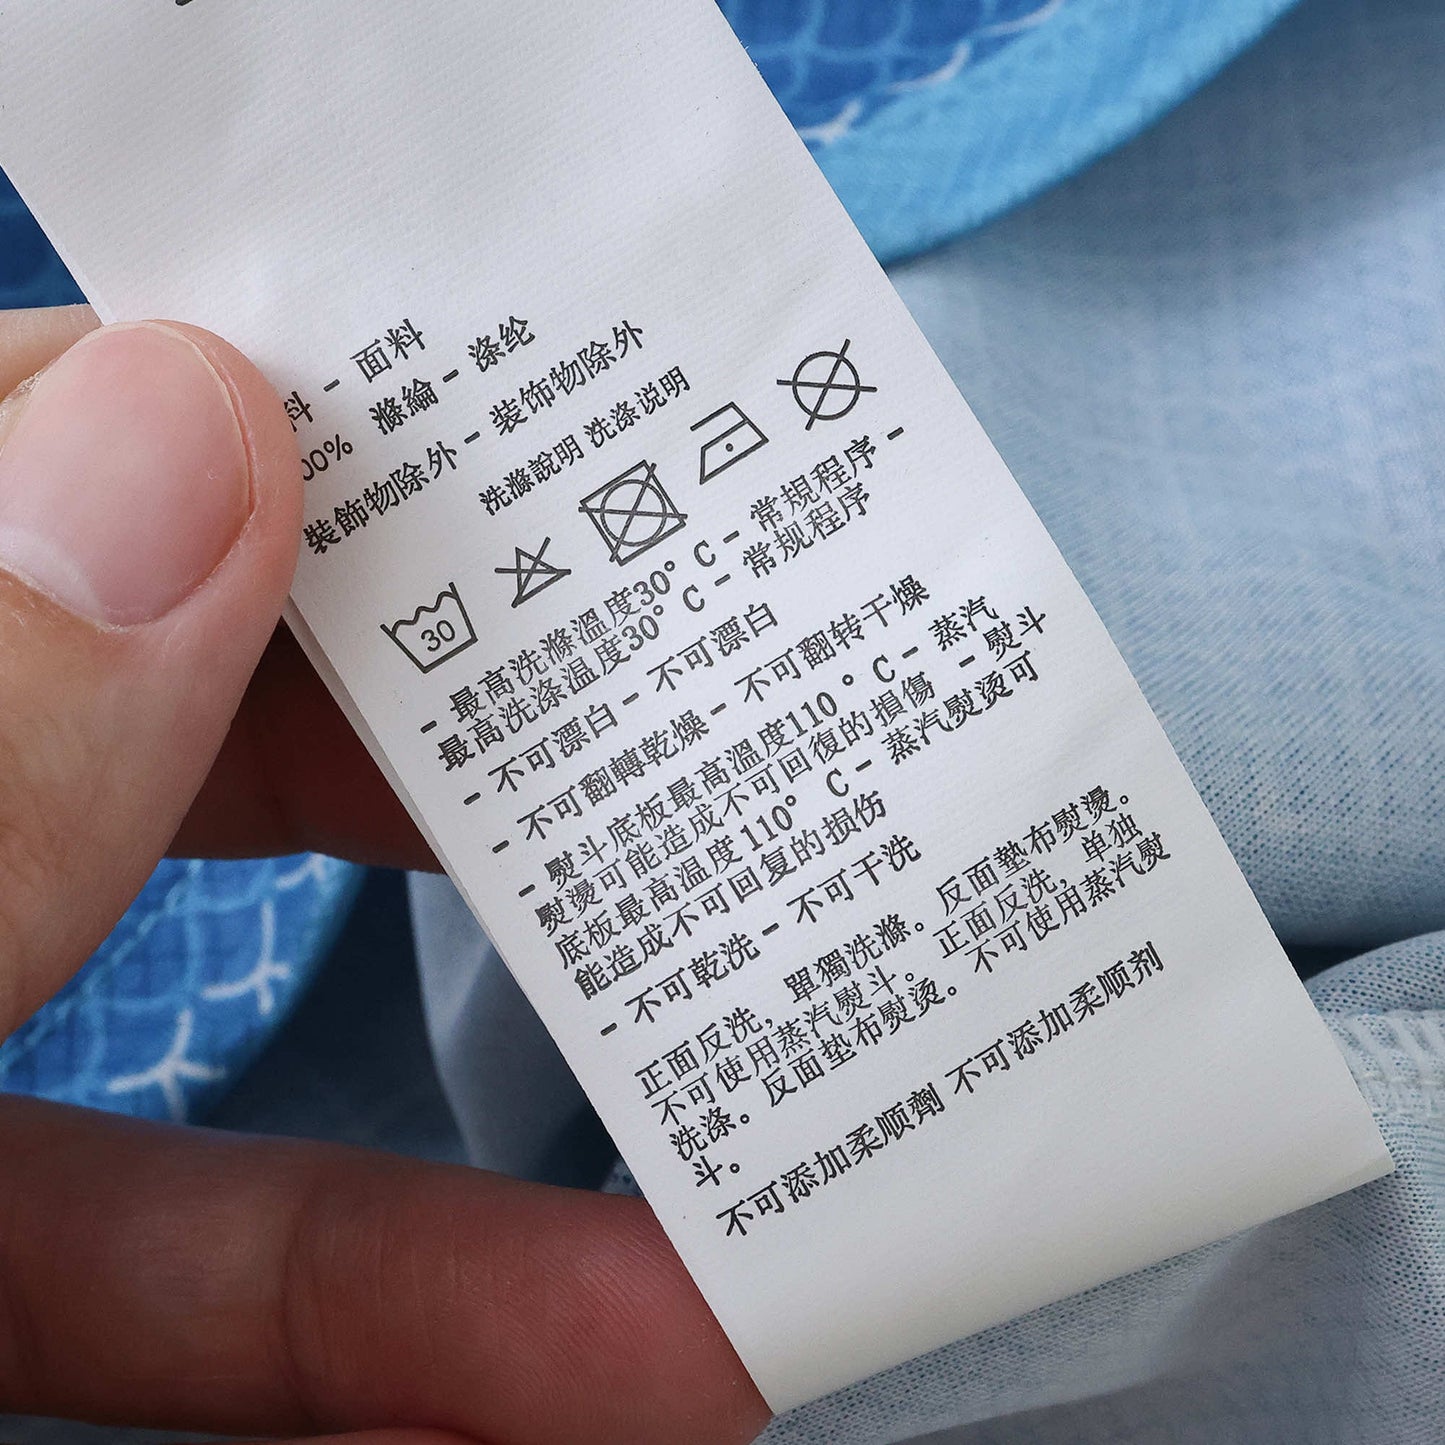 料 - 面料
00% 滌綸 - 涤纶
裝飾物除外 - 装饰物除外
洗滌說明 洗涤说明
30
- 最高洗滌溫度30° C - 常規程序 -
最高洗涤温度30° C - 常规程序
- 不可漂白 - 不可漂白
- 不可翻轉乾燥 - 不可翻转干燥
- 熨斗底板最高溫度110 ° C - 蒸汽
熨燙可能造成不可回復的損傷 - 熨斗
底板最高温度 110° C - 蒸汽熨烫可
能造成不可回复的损伤
- 不可乾洗 - 不可干洗
正面反洗，單獨洗滌。反面墊布熨燙。
不可使用蒸汽熨斗。正面反洗，单独
洗涤。反面垫布熨烫。不可使用蒸汽熨
斗。
不可添加柔順劑 不可添加柔顺剂